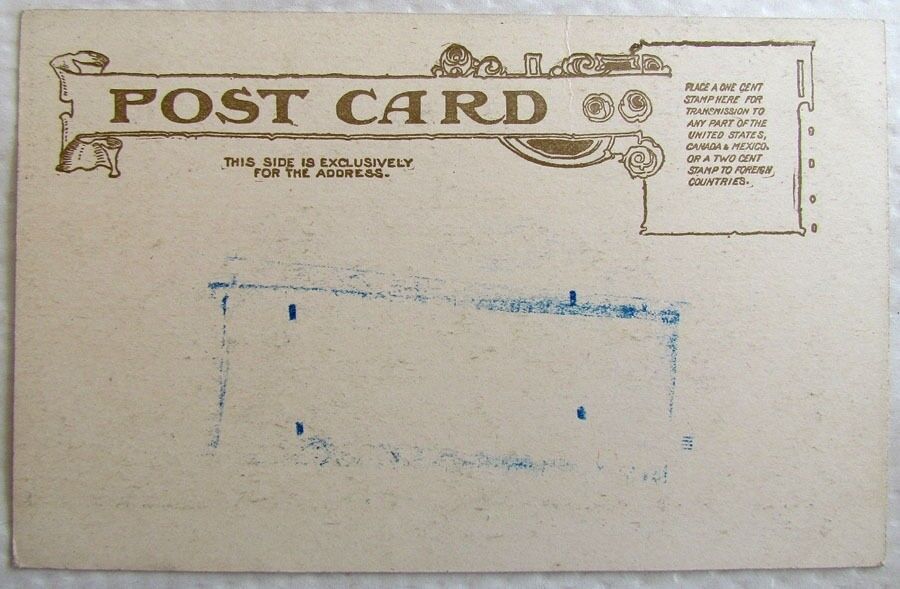 POST CARD
THIS SIDE IS EXCLUSIVELY
FOR THE ADDRESS.
PLACE A ONE CENT
STAMP HERE FOR
TRANSMISSION TO
ANY PART OF THE
UNITED STATES,
CANADA & MEXICO.
OR A TWO CENT
STAMP TO FOREIGN
COUNTRIES.